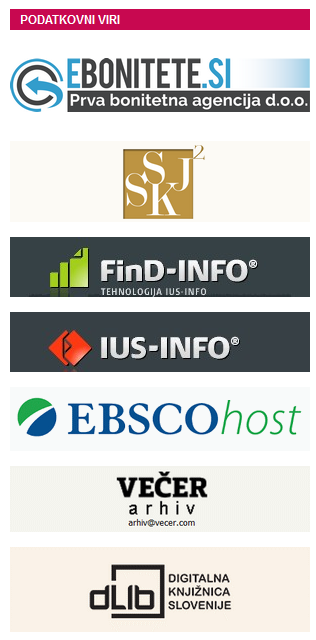 PODATKOVNI VIRI
EBONITETE.SI
Prva bonitetna agencija d.o.o.
SSKJ2
FinD-INFO®
TEHNOLOGIJA IUS-INFO
IUS-INFO®
EBSCOhost
VEČER
arhiv
arhiv@vecer.com
dLIb
DIGITALNA
KNJIŽNICA
SLOVENIJE